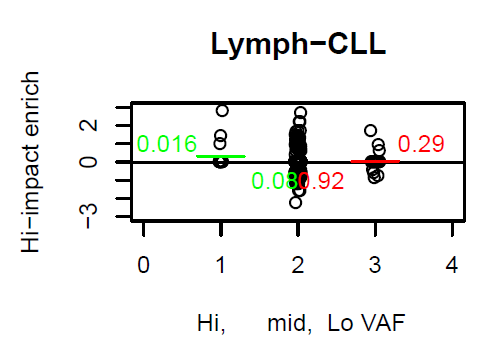 Lymph−CLL
Hi−impact enrich
2
0
−3
0.016
0.08
0.92
0.29
0 1 2 3 4
Hi, mid, Lo VAF